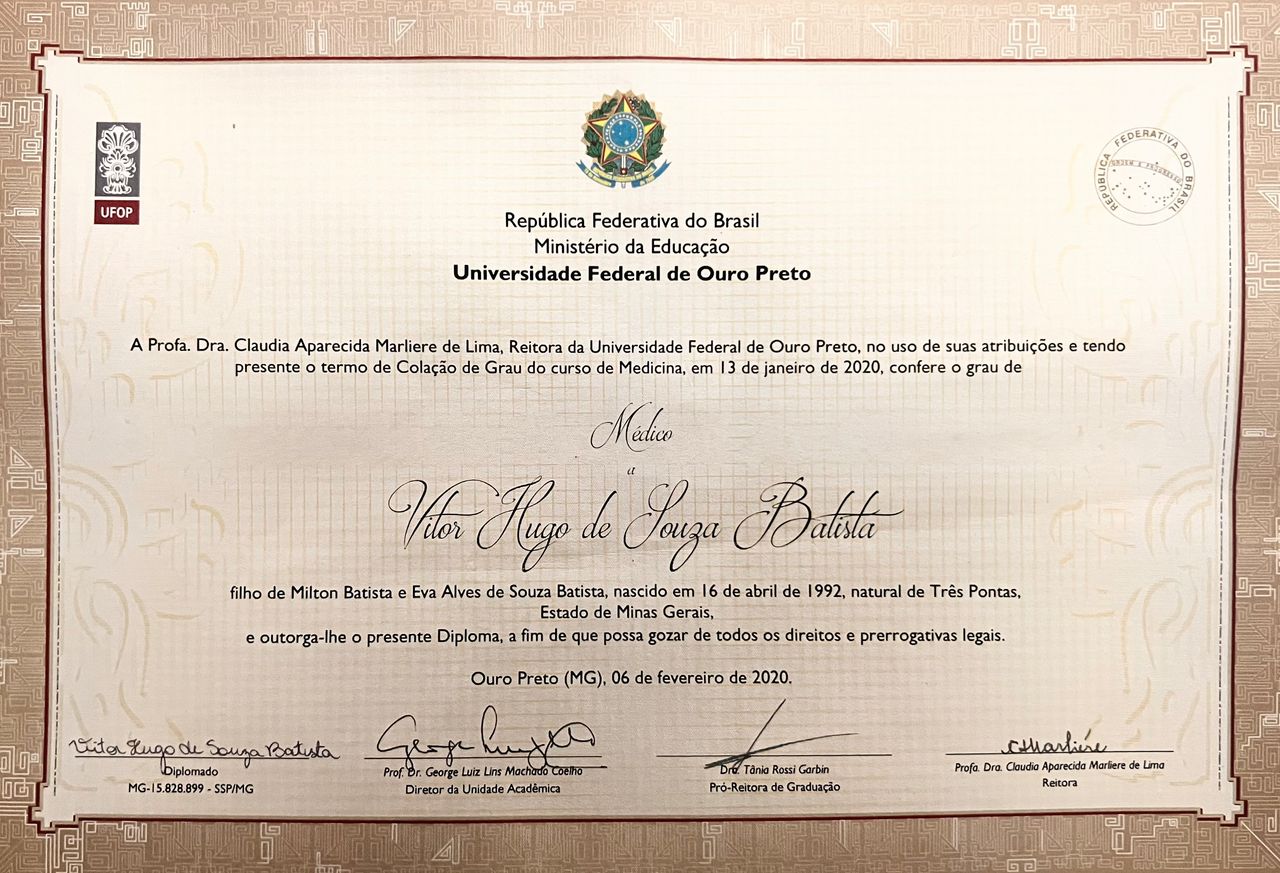 UFOP
REPÚBLICA FEDERATIVA DO BRASIL
ORDEM E PROGRESSO
República Federativa do Brasil
Ministério da Educação
Universidade Federal de Ouro Preto
A Profa. Dra. Claudia Aparecida Marliere de Lima, Reitora da Universidade Federal de Ouro Preto, no uso de suas atribuições e tendo
presente o termo de Colação de Grau do curso de Medicina, em 13 de janeiro de 2020, confere o grau de
Médico
a
Vitor Hugo de Souza Batista
filho de Milton Batista e Eva Alves de Souza Batista, nascido em 16 de abril de 1992, natural de Três Pontas,
Estado de Minas Gerais,
e outorga-lhe o presente Diploma, a fim de que possa gozar de todos os direitos e prerrogativas legais.
Ouro Preto (MG), 06 de fevereiro de 2020.
Vitor Hugo de Souza Batista
Diplomado
MG-15.828.899 - SSP/MG
George
Prof. Dr. George Luiz Lins Machado Coelho
Diretor da Unidade Acadêmica
Dra. Tânia Rossi Garbin
Pró-Reitora de Graduação
CMarliére
Profa. Dra. Claudia Aparecida Marliere de Lima
Reitora